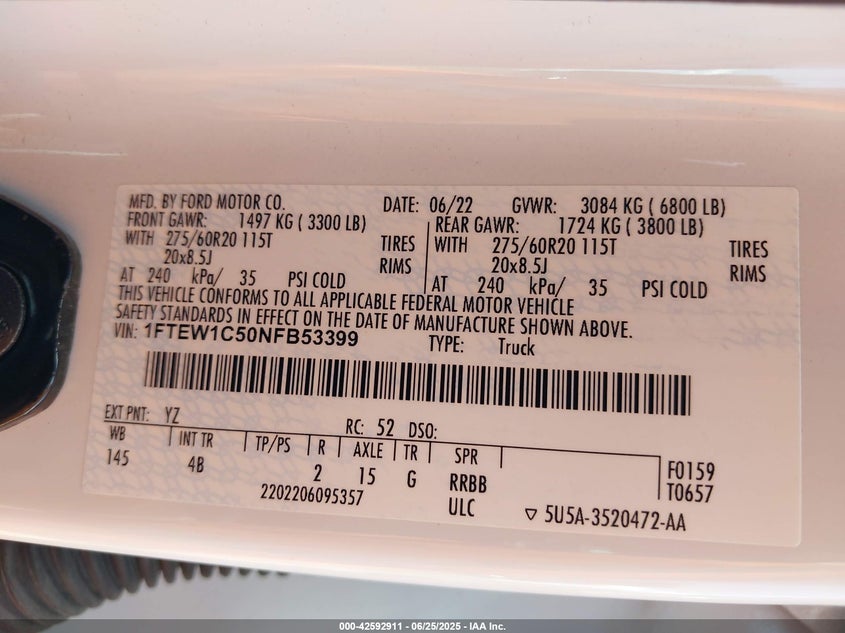 MFD. BY FORD MOTOR CO. DATE: 06/22 GVWR: 3084 KG ( 6800 LB)
FRONT GAWR: 1497 KG ( 3300 LB) REAR GAWR: 1724 KG ( 3800 LB)
WITH 275/60R20 115T TIRES WITH 275/60R20 115T TIRES
20x8.5J RIMS 20x8.5J RIMS
AT 240 kPa/ 35 PSI COLD AT 240 kPa/ 35 PSI COLD
THIS VEHICLE CONFORMS TO ALL APPLICABLE FEDERAL MOTOR VEHICLE
SAFETY STANDARDS IN EFFECT ON THE DATE OF MANUFACTURE SHOWN ABOVE.
VIN: 1FTEW1C50NFB53399 TYPE: Truck
EXT PNT: YZ RC: 52 DSO:
WB INT TR TP/PS R AXLE TR SPR
145 4B 2 15 G RRBB F0159
2202206095357 ULC T0657
5U5A-3520472-AA
000-42592911 - 06/25/2025 - IAA Inc.